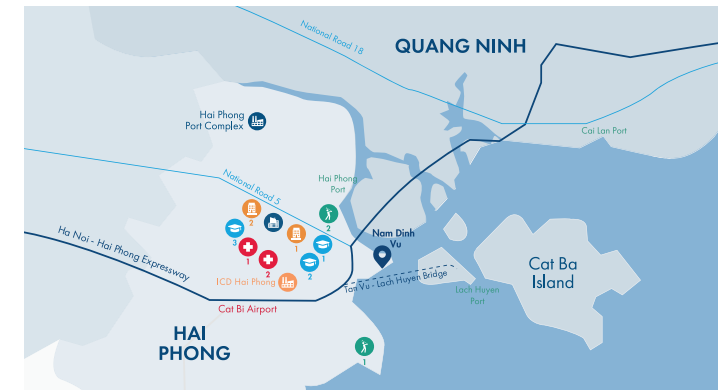 National Road 18
QUANG NINH
Hai Phong
Port Complex
Cai Lan Port
National Road 5
Hai Phong
Port
2
2
3
1
1
1
2
2
Nam Dinh
Vu
Ha Noi - Hai Phong Expressway
ICD Hai Phong
Tan Vu - Lach Huyen Bridge
Lach Huyen
Port
Cat Ba
Island
Cat Bi Airport
HAI
PHONG
1